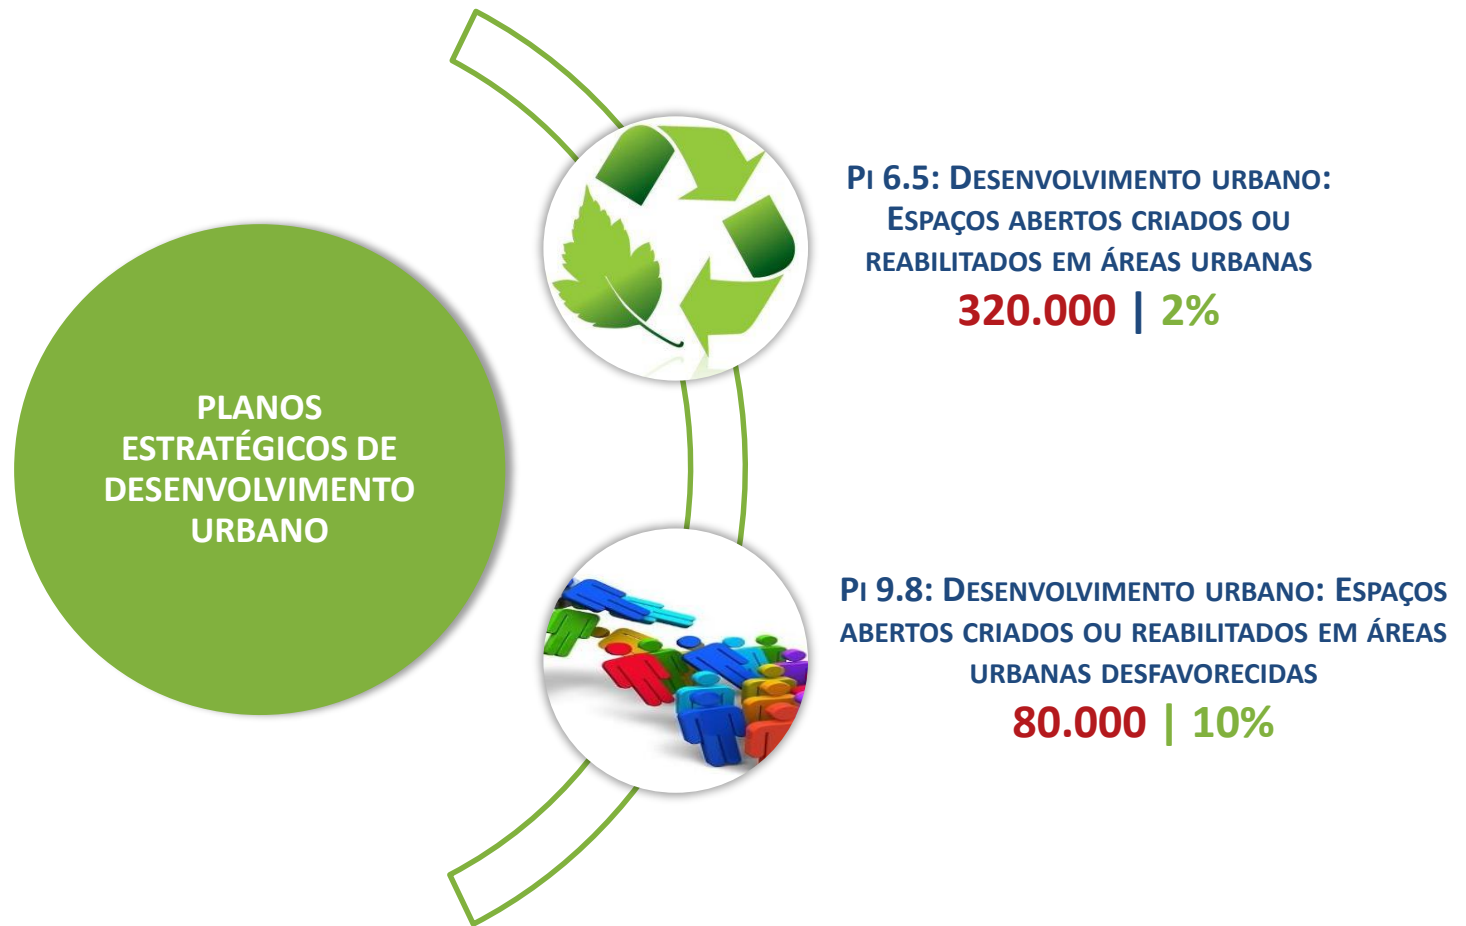 PLANOS
ESTRATÉGICOS DE
DESENVOLVIMENTO
URBANO
PI 6.5: DESENVOLVIMENTO URBANO:
ESPAÇOS ABERTOS CRIADOS OU
REABILITADOS EM ÁREAS URBANAS
320.000 | 2%
PI 9.8: DESENVOLVIMENTO URBANO: ESPAÇOS
ABERTOS CRIADOS OU REABILITADOS EM ÁREAS
URBANAS DESFAVORECIDAS
80.000 | 10%